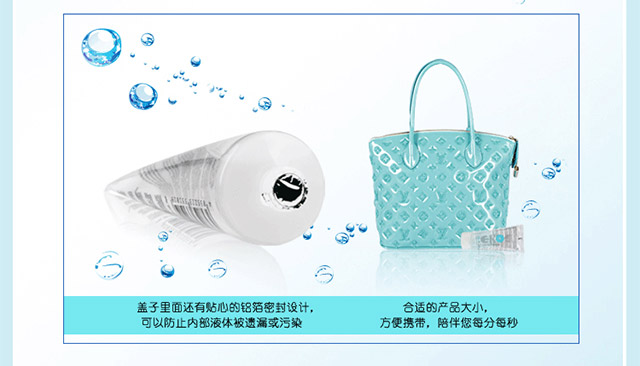 盖子里面还有贴心的铝箔密封设计,
可以防止内部液体被遗漏或污染
合适的产品大小,
方便携带,陪伴您每分每秒